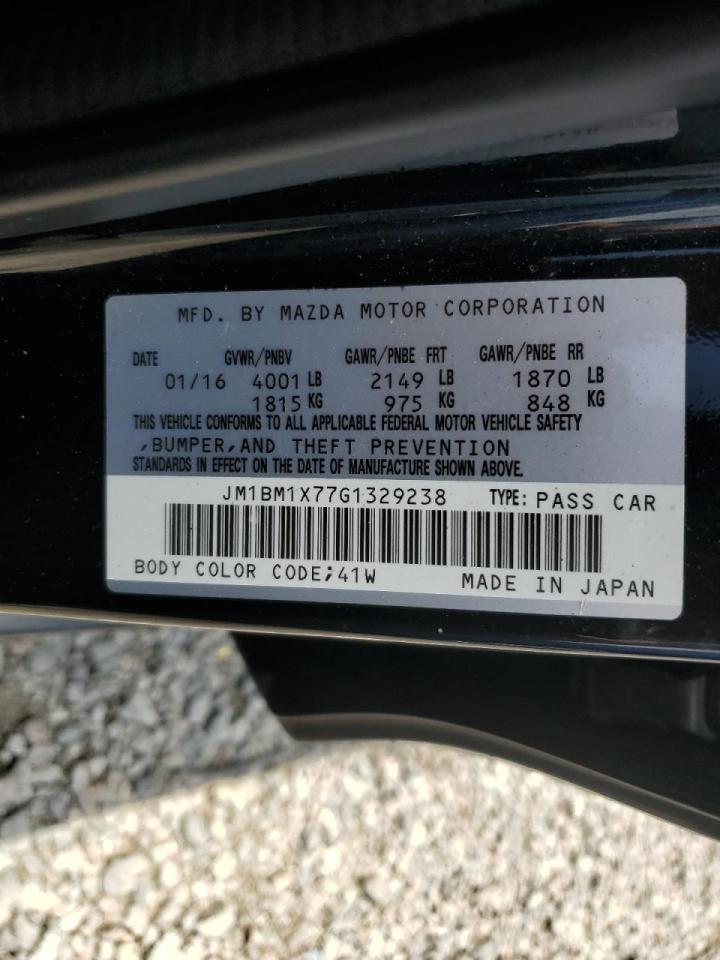 MFD. BY MAZDA MOTOR CORPORATION
DATE GVWR/PNBV GAWR/PNBE FRT GAWR/PNBE RR
01/16 4001 LB 2149 LB 1870 LB
1815 KG 975 KG 848 KG
THIS VEHICLE CONFORMS TO ALL APPLICABLE FEDERAL MOTOR VEHICLE SAFETY
,BUMPER,AND THEFT PREVENTION
STANDARDS IN EFFECT ON THE DATE OF MANUFACTURE SHOWN ABOVE.
JM1BM1X77G1329238 TYPE: PASS CAR
BODY COLOR CODE;41W MADE IN JAPAN